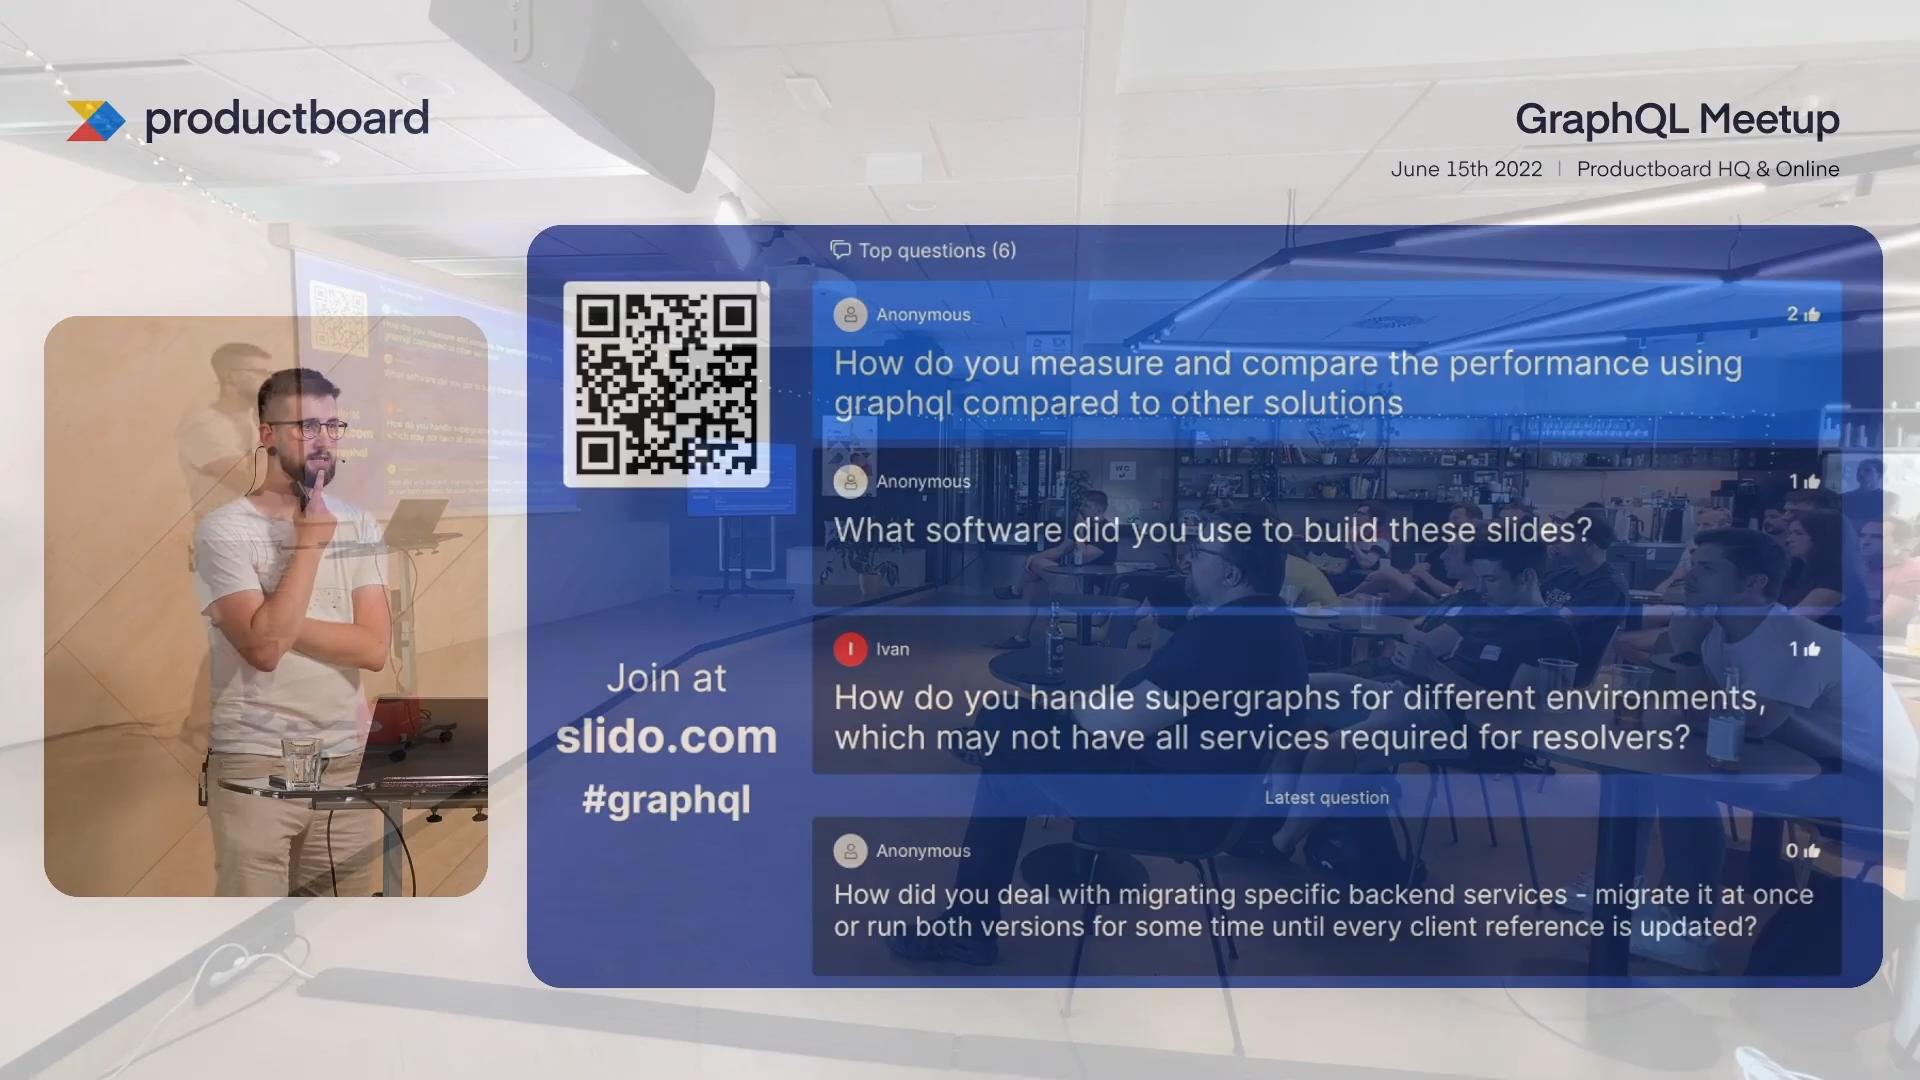 productboard
GraphQL Meetup
June 15th 2022 | Productboard HQ & Online
Top questions (6)
Anonymous
2
How do you measure and compare the performance using
graphql compared to other solutions
Anonymous
1
What software did you use to build these slides?
I Ivan
1
How do you handle supergraphs for different environments,
which may not have all services required for resolvers?
Latest question
Anonymous
0
How did you deal with migrating specific backend services - migrate it at once
or run both versions for some time until every client reference is updated?
Join at
slido.com
#graphql
WC